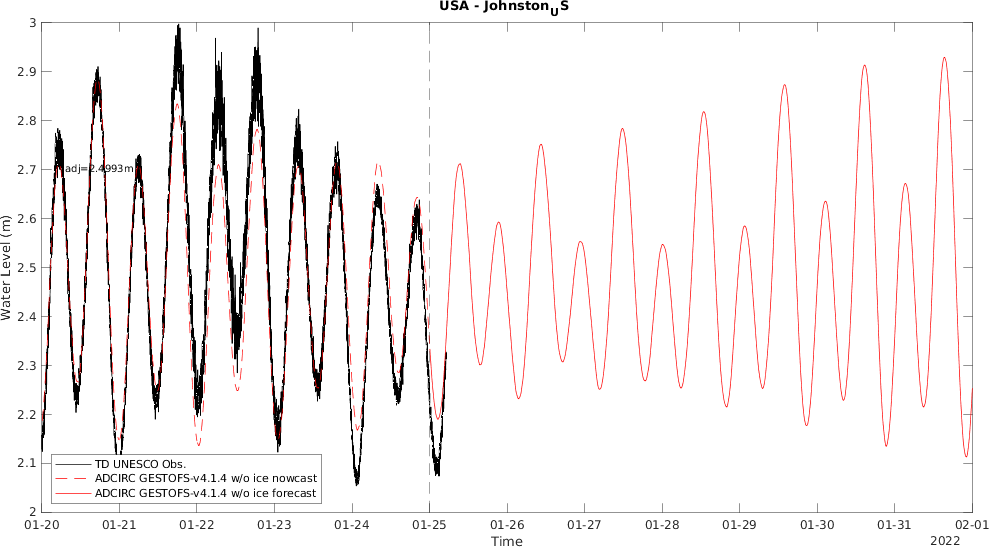 USA - Johnston_US
3
2.9
2.8
2.7
2.6
2.5
2.4
2.3
2.2
2.1
2
Water Level (m)
adj=2.4993m
TD UNESCO Obs.
ADCIRC GESTOFS-v4.1.4 w/o ice nowcast
ADCIRC GESTOFS-v4.1.4 w/o ice forecast
01-20 01-21 01-22 01-23 01-24 01-25 01-26 01-27 01-28 01-29 01-30 01-31 02-01
Time
2022